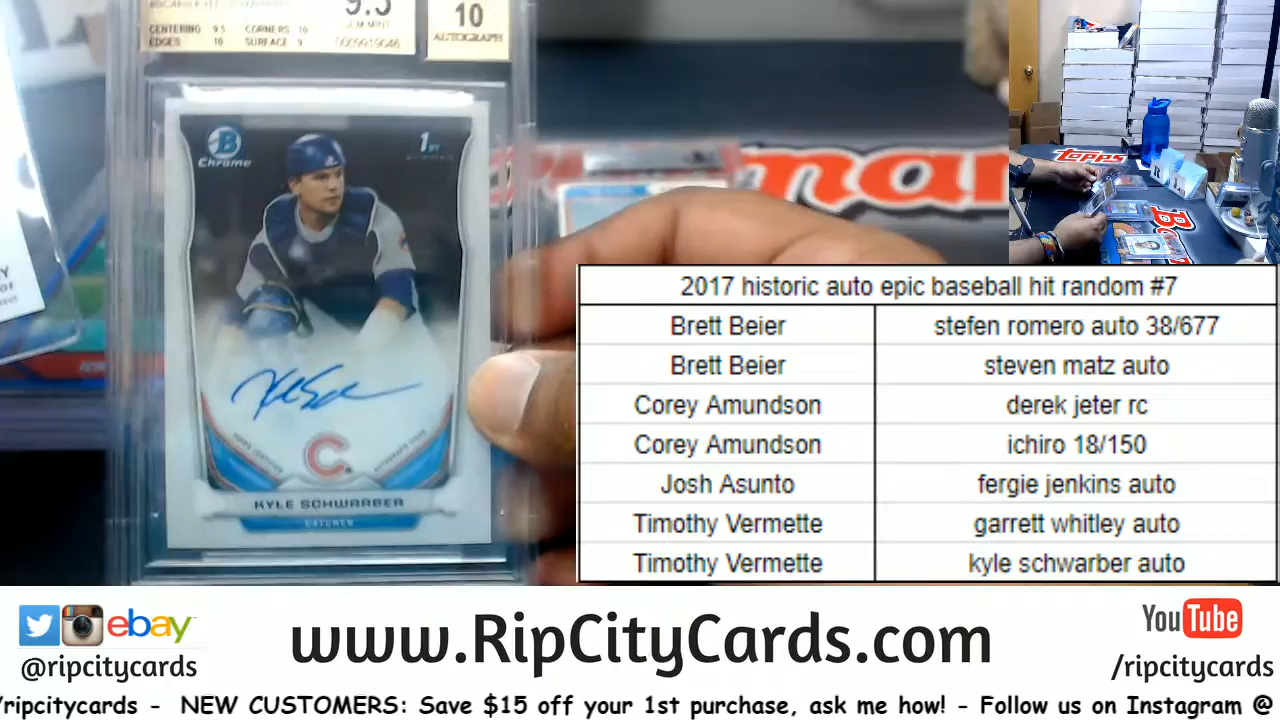 9.5
10
AUTOGRAPH
CENTERING 9.5 CORNERS 10
EDGES 10 SURFACE 9
0009919046
B
Chrome
1ST
C
KYLE SCHWARBER
CATCHER
topps
2017 historic auto epic baseball hit random #7
Brett Beier stefen romero auto 38/677
Brett Beier steven matz auto
Corey Amundson derek jeter rc
Corey Amundson ichiro 18/150
Josh Asunto fergie jenkins auto
Timothy Vermette garrett whitley auto
Timothy Vermette kyle schwarber auto
ebay
@ripcitycards
www.RipCityCards.com
YouTube
/ripcitycards
/ripcitycards - NEW CUSTOMERS: Save $15 off your 1st purchase, ask me how! - Follow us on Instagram @